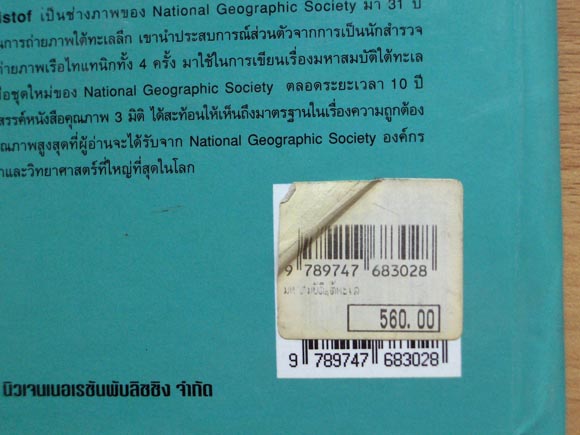 istof เป็นช่างภาพของ National Geographic Society มา 31 ปี
นการถ่ายภาพใต้ทะเลลึก เขานำประสบการณ์ส่วนตัวจากการเป็นนักสำรวจ
ถ่ายภาพเรือไทแทนิกทั้ง 4 ครั้ง มาใช้ในการเขียนเรื่องมหาสมบัติใต้ทะเล
อชุดใหม่ของ National Geographic Society ตลอดระยะเวลา 10 ปี
สรรค์หนังสือคุณภาพ 3 มิติ ได้สะท้อนให้เห็นถึงมาตรฐานในเรื่องความถูกต้อง
คุณภาพสูงสุดที่ผู้อ่านจะได้รับจาก National Geographic Society องค์กร
และวิทยาศาสตร์ที่ใหญ่ที่สุดในโลก
9 789747 683028
560.00
9 789747 683028
นิวเจนเนอเรชันพับลิชชิง จำกัด